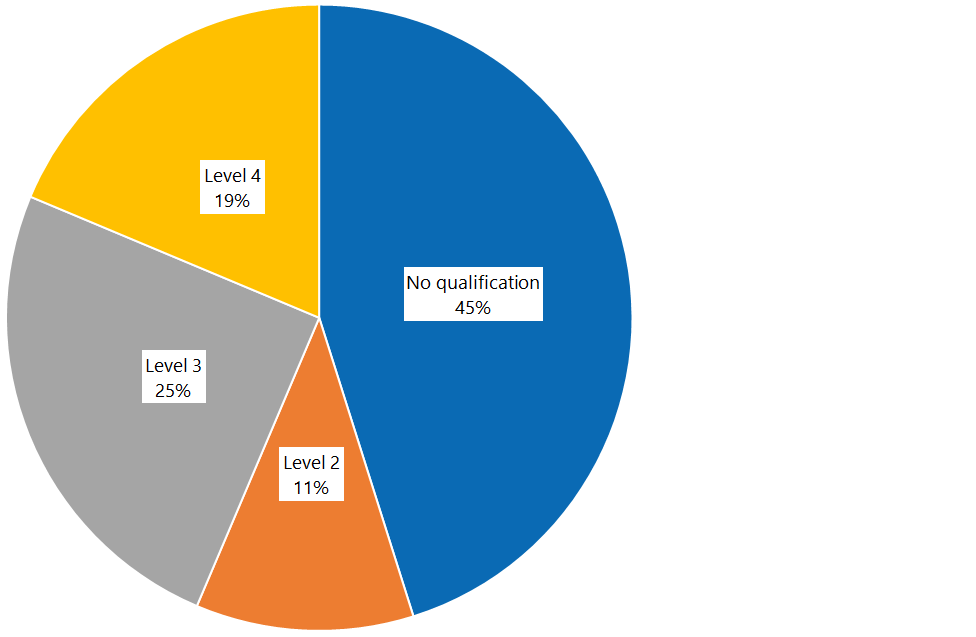 Level 4
19%
No qualification
45%
Level 3
25%
Level 2
11%